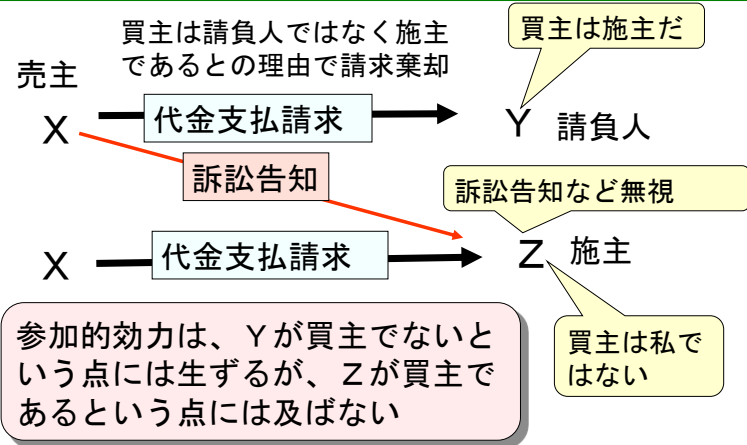 買主は請負人ではなく施主
であるとの理由で請求棄却
買主は施主だ
売主
X
代金支払請求
Y 請負人
訴訟告知
訴訟告知など無視
X
代金支払請求
Z 施主
買主は私で
はない
参加的効力は、Yが買主でないと
いう点には生ずるが、Zが買主で
あるという点には及ばない